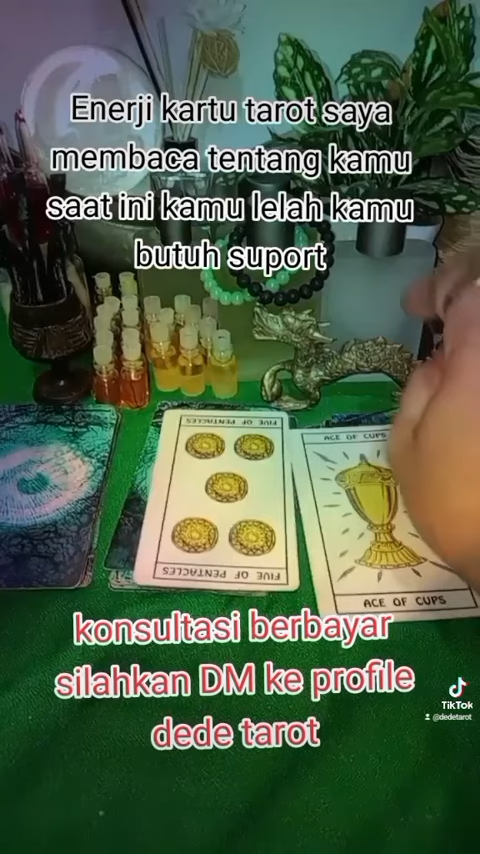 Enerji kartu tarot saya
membaca tentang kamu
saat ini kamu lelah kamu
butuh suport
FIVE OF PENTACLES
ACE OF CUPS
FIVE OF PENTACLES
ACE OF CUPS
konsultasi berbayar
silahkan DM ke profile
dede tarot
TikTok
@dedetarot